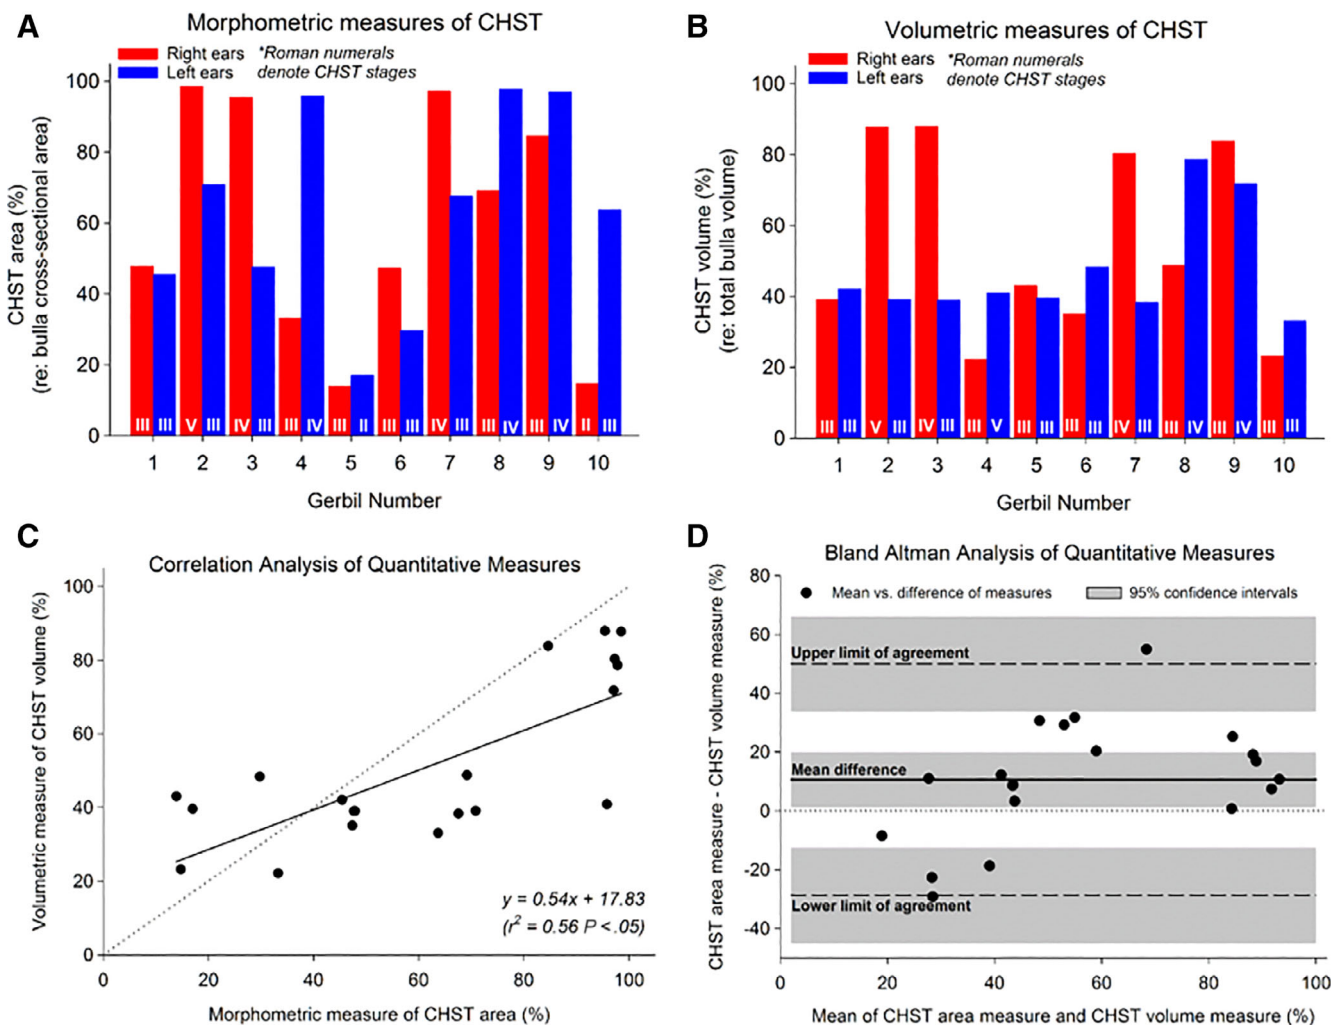 A
Morphometric measures of CHST
Right ears
Left ears
*Roman numerals
denote CHST stages
CHST area (%)
(re: bulla cross-sectional area)
100
80
60
40
20
0
III III V III IV III III IV III II III III IV III III IV III IV II III
1 2 3 4 5 6 7 8 9 10
Gerbil Number
B
Volumetric measures of CHST
Right ears
Left ears
*Roman numerals
denote CHST stages
CHST volume (%)
(re: total bulla volume)
100
80
60
40
20
0
III III V III IV III III V III III III III IV III III IV III IV III III
1 2 3 4 5 6 7 8 9 10
Gerbil Number
C
Correlation Analysis of Quantitative Measures
Volumetric measure of CHST volume (%)
100
80
60
40
20
0
y = 0.54x + 17.83
(r² = 0.56 P <.05)
0 20 40 60 80 100
Morphometric measure of CHST area (%)
D
Bland Altman Analysis of Quantitative Measures
CHST area measure - CHST volume measure (%)
80
60
40
20
0
-20
-40
Mean vs. difference of measures
95% confidence intervals
Upper limit of agreement
Mean difference
Lower limit of agreement
0 20 40 60 80 100
Mean of CHST area measure and CHST volume measure (%)